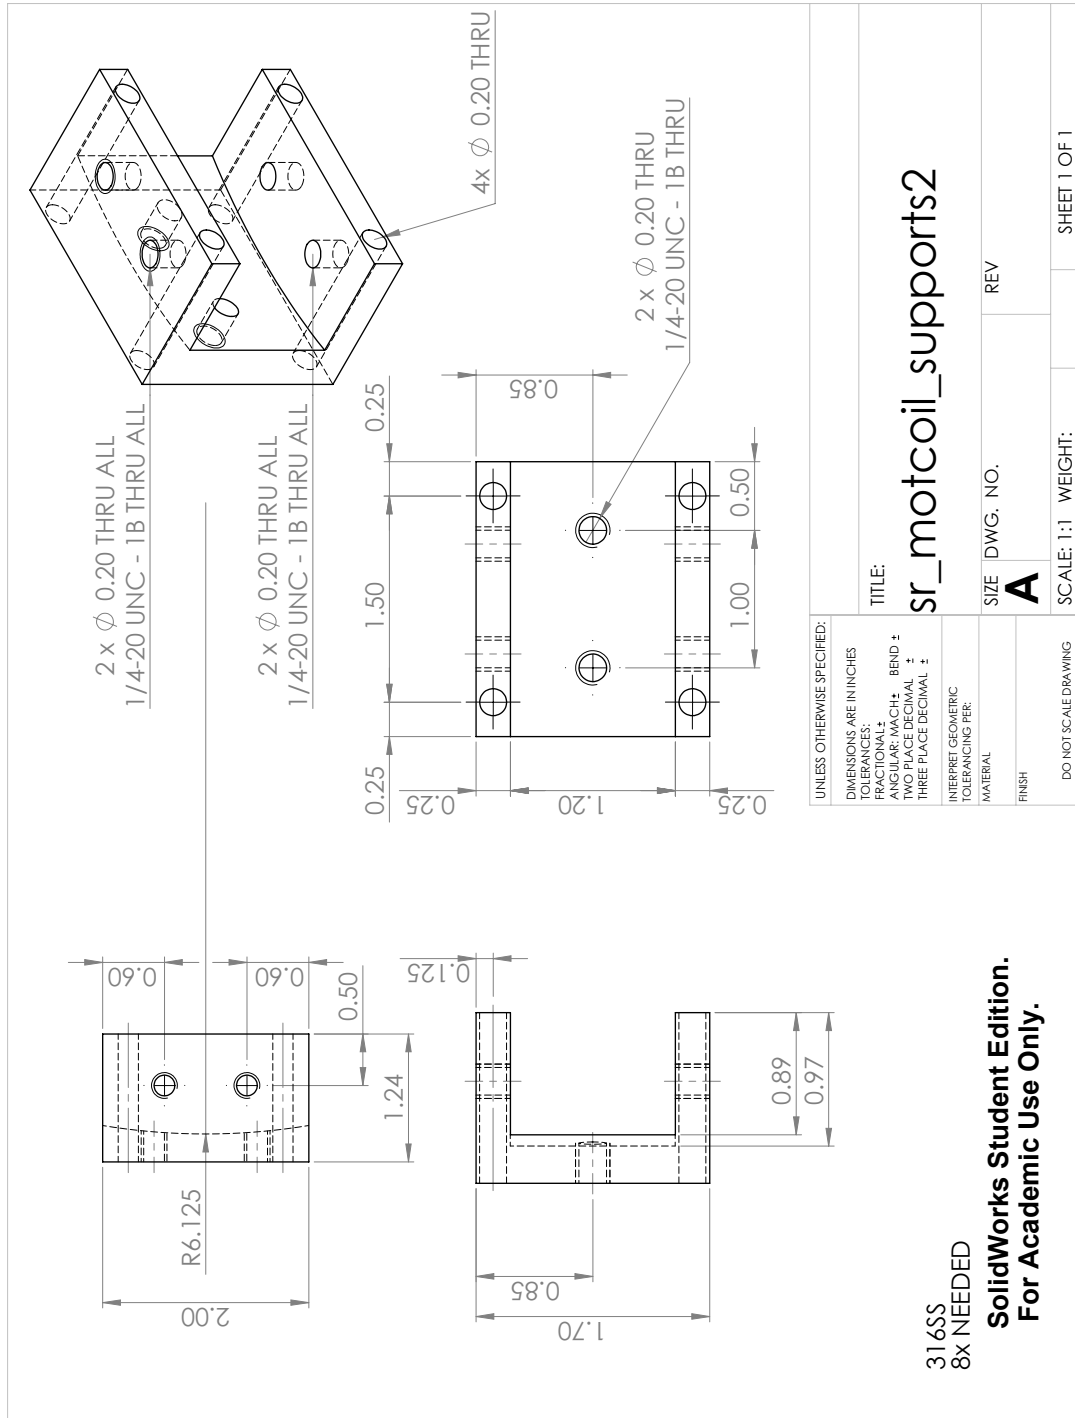 2 x ∅ 0.20 THRU ALL
1/4-20 UNC - 1B THRU ALL
2 x ∅ 0.20 THRU ALL
1/4-20 UNC - 1B THRU ALL
4x ∅ 0.20 THRU
2 x ∅ 0.20 THRU
1/4-20 UNC - 1B THRU
2.00
R6.125
0.60
0.60
0.50
1.24
0.25
1.50
0.25
0.85
0.25
1.20
0.25
1.00
0.50
0.125
0.85
1.70
0.89
0.97
316SS
8x NEEDED
SolidWorks Student Edition.
For Academic Use Only.
UNLESS OTHERWISE SPECIFIED:
DIMENSIONS ARE IN INCHES
TOLERANCES:
FRACTIONAL±
ANGULAR: MACH± BEND ±
TWO PLACE DECIMAL ±
THREE PLACE DECIMAL ±
INTERPRET GEOMETRIC
TOLERANCING PER:
MATERIAL
FINISH
DO NOT SCALE DRAWING
TITLE:
sr_motcoil_supports2
SIZE DWG. NO. REV
A
SCALE: 1:1 WEIGHT: SHEET 1 OF 1